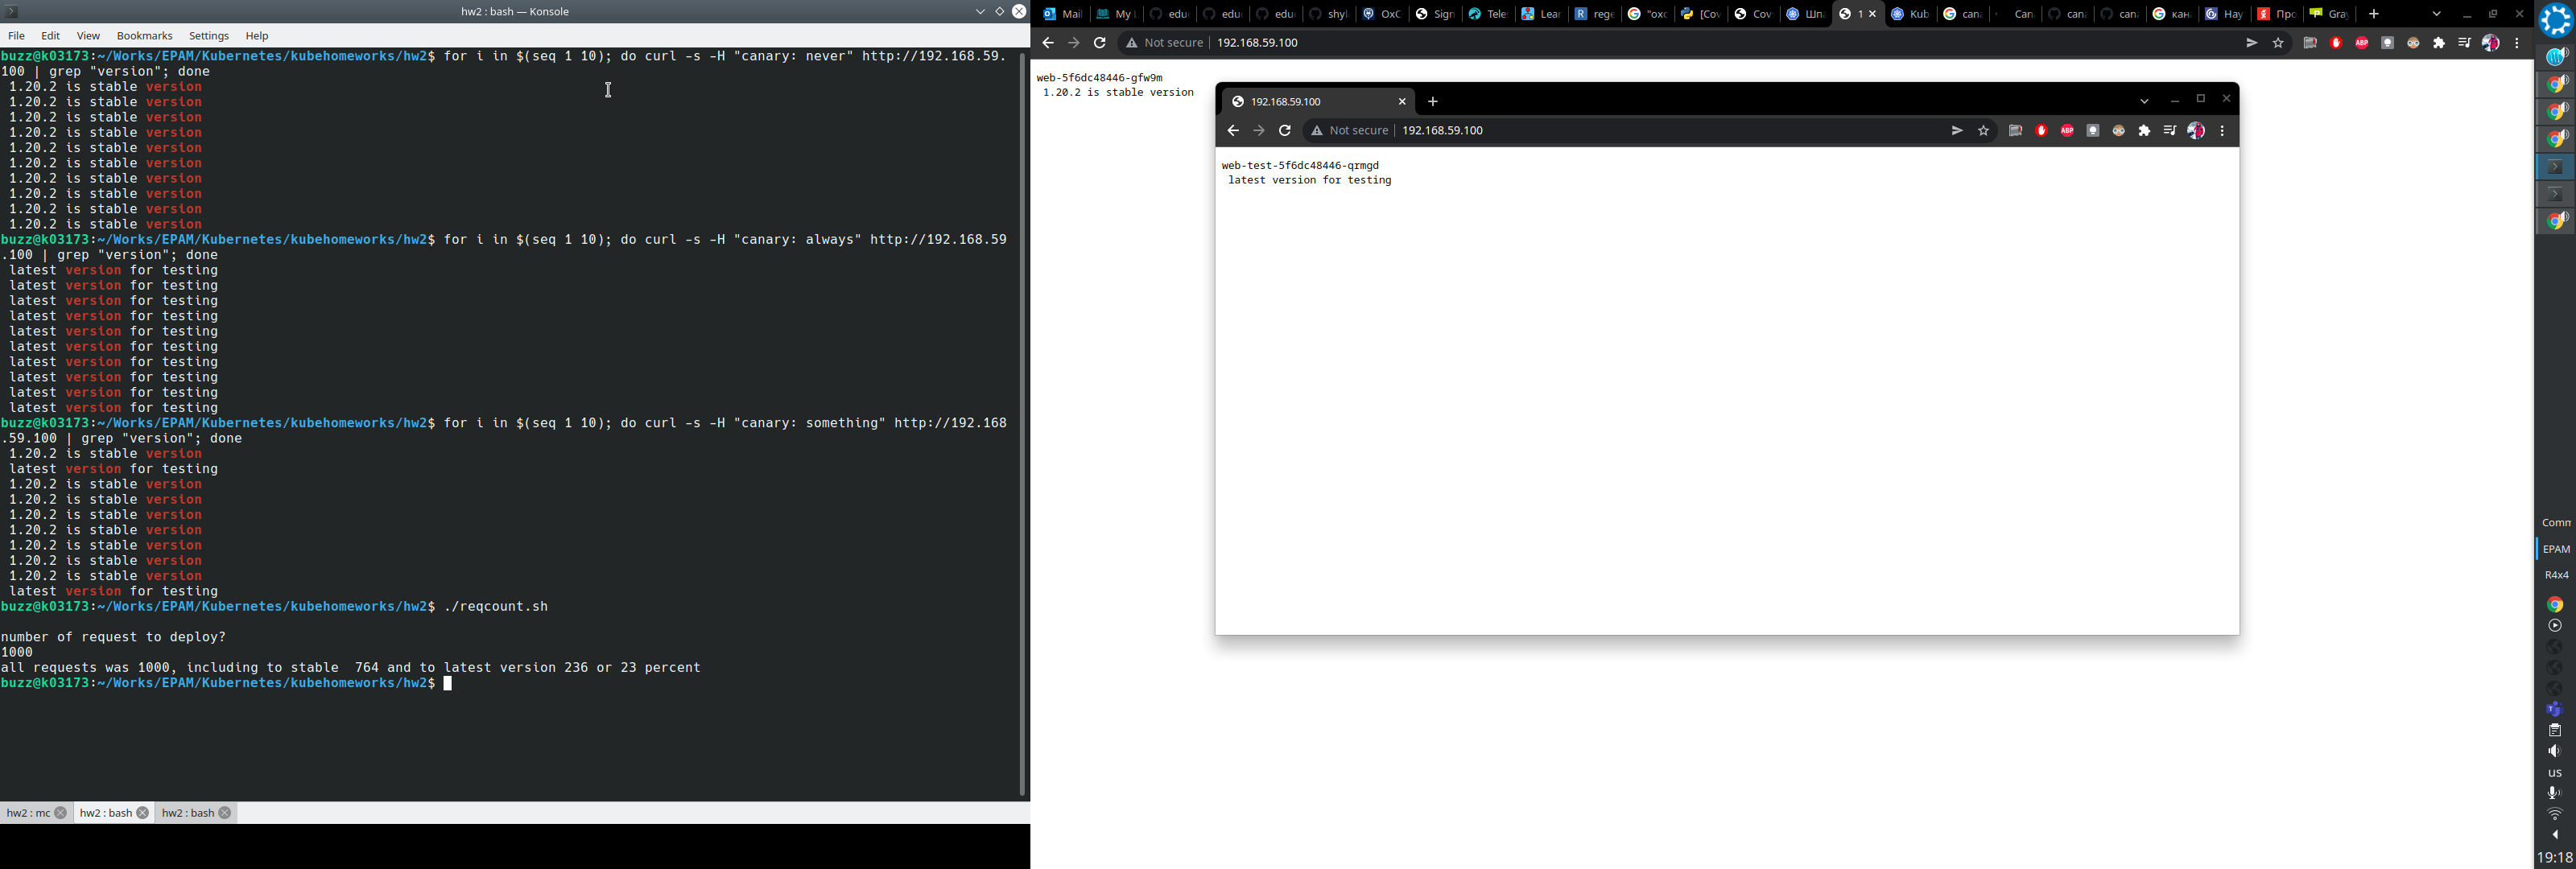 hw2 : bash — Konsole
File Edit View Bookmarks Settings Help
buzz@k03173:~/Works/EPAM/Kubernetes/kubehomeworks/hw2$ for i in $(seq 1 10); do curl -s -H "canary: never" http://192.168.59.
100 | grep "version"; done
1.20.2 is stable version
1.20.2 is stable version
1.20.2 is stable version
1.20.2 is stable version
1.20.2 is stable version
1.20.2 is stable version
1.20.2 is stable version
1.20.2 is stable version
1.20.2 is stable version
1.20.2 is stable version
buzz@k03173:~/Works/EPAM/Kubernetes/kubehomeworks/hw2$ for i in $(seq 1 10); do curl -s -H "canary: always" http://192.168.59
.100 | grep "version"; done
latest version for testing
latest version for testing
latest version for testing
latest version for testing
latest version for testing
latest version for testing
latest version for testing
latest version for testing
latest version for testing
latest version for testing
buzz@k03173:~/Works/EPAM/Kubernetes/kubehomeworks/hw2$ for i in $(seq 1 10); do curl -s -H "canary: something" http://192.168
.59.100 | grep "version"; done
1.20.2 is stable version
latest version for testing
1.20.2 is stable version
1.20.2 is stable version
1.20.2 is stable version
1.20.2 is stable version
1.20.2 is stable version
1.20.2 is stable version
1.20.2 is stable version
latest version for testing
buzz@k03173:~/Works/EPAM/Kubernetes/kubehomeworks/hw2$ ./reqcount.sh
number of request to deploy?
1000
all requests was 1000, including to stable  764 and to latest version 236 or 23 percent
buzz@k03173:~/Works/EPAM/Kubernetes/kubehomeworks/hw2$
hw2 : mc hw2 : bash hw2 : bash
Mail My edu edu edu shyl OxC Sign Tele Lear R rege "oxc [Cov Cov Шп 1 Kub can Can can can кан Hay Про Gra
Not secure 192.168.59.100
web-5f6dc48446-gfw9m
1.20.2 is stable version
192.168.59.100
Not secure 192.168.59.100 ABP
web-test-5f6dc48446-qrmgd
latest version for testing
Comm
EPAM
R4x4
us
19:18